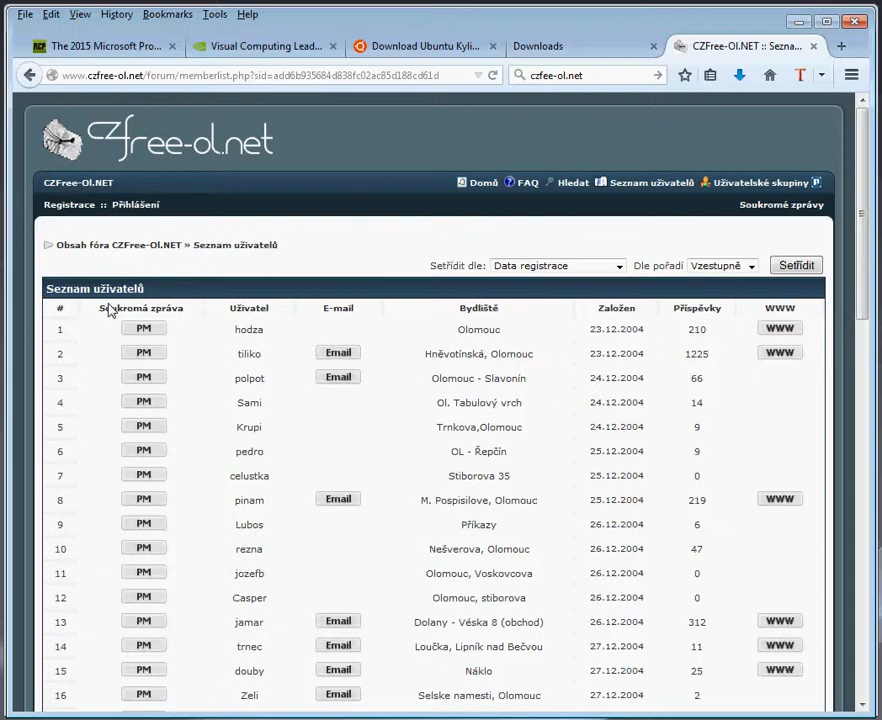 File Edit View History Bookmarks Tools Help
RCP The 2015 Microsoft Pro... × Visual Computing Lead... × Download Ubuntu Kyli... × Downloads × CZFree-Ol.NET :: Sezna... × +
www.czfree-ol.net/forum/memberlist.php?sid=add6b935684d838fc02ac85d188cd61d czfee-ol.net T
czfree-ol.net
CZFree-Ol.NET Domů FAQ Hledat Seznam uživatelů Uživatelské skupiny
Registrace :: Přihlášení Soukromé zprávy
Obsah fóra CZFree-Ol.NET » Seznam uživatelů
Setřídit dle: Data registrace Dle pořadí Vzestupně Setřídit
Seznam uživatelů
# Soukromá zpráva Uživatel E-mail Bydliště Založen Příspěvky WWW
1 PM hodza Olomouc 23.12.2004 210 WWW
2 PM tiliko Email Hněvotínská, Olomouc 23.12.2004 1225 WWW
3 PM polpot Email Olomouc - Slavonín 24.12.2004 66
4 PM Sami Ol. Tabulový vrch 24.12.2004 14
5 PM Krupi Trnkova,Olomouc 24.12.2004 9
6 PM pedro OL - Řepčín 25.12.2004 9
7 PM celustka Stiborova 35 25.12.2004 0
8 PM pinam Email M. Pospisilove, Olomouc 25.12.2004 219 WWW
9 PM Lubos Příkazy 26.12.2004 6
10 PM rezna Nešverova, Olomouc 26.12.2004 47
11 PM jozefb Olomouc, Voskovcova 26.12.2004 0
12 PM Casper Olomouc, stiborova 26.12.2004 0
13 PM jamar Email Dolany - Véska 8 (obchod) 26.12.2004 312 WWW
14 PM trnec Email Loučka, Lipník nad Bečvou 27.12.2004 11 WWW
15 PM douby Email Náklo 27.12.2004 25 WWW
16 PM Zeli Email Selske namesti, Olomouc 27.12.2004 2